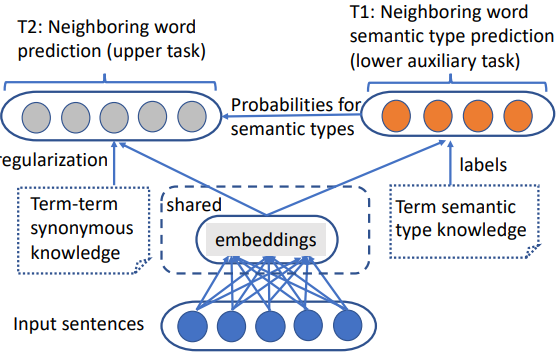 T2: Neighboring word
prediction (upper task)
T1: Neighboring word
semantic type prediction
(lower auxiliary task)
Probabilities for
semantic types
regularization
labels
Term-term
synonymous
knowledge
shared
embeddings
Term semantic
type knowledge
Input sentences